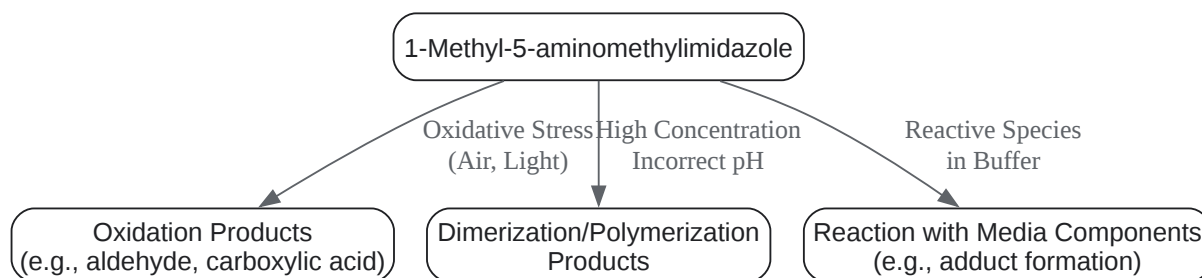 1-Methyl-5-aminomethylimidazole
Oxidative Stress
(Air, Light)
High Concentration
Incorrect pH
Reactive Species
in Buffer
Oxidation Products
(e.g., aldehyde, carboxylic acid)
Dimerization/Polymerization
Products
Reaction with Media Components
(e.g., adduct formation)